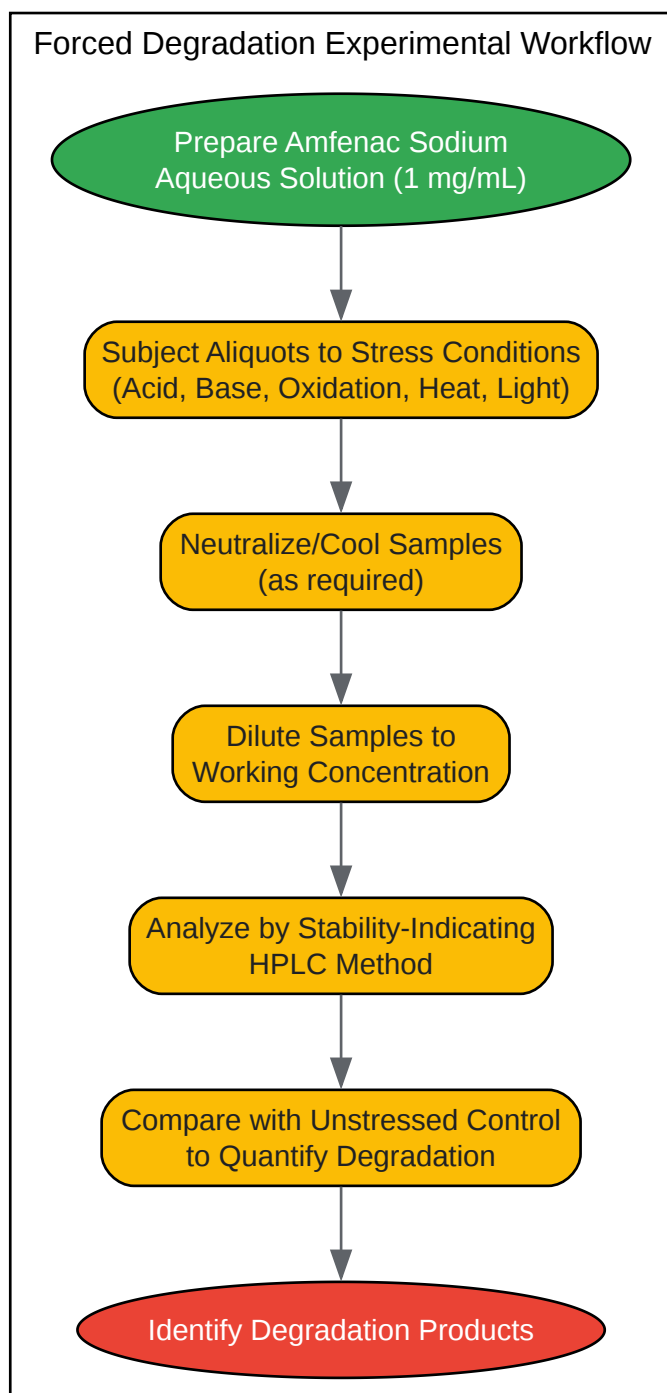 Forced Degradation Experimental Workflow
Prepare Amfenac Sodium
Aqueous Solution (1 mg/mL)
Subject Aliquots to Stress Conditions
(Acid, Base, Oxidation, Heat, Light)
Neutralize/Cool Samples
(as required)
Dilute Samples to
Working Concentration
Analyze by Stability-Indicating
HPLC Method
Compare with Unstressed Control
to Quantify Degradation
Identify Degradation Products